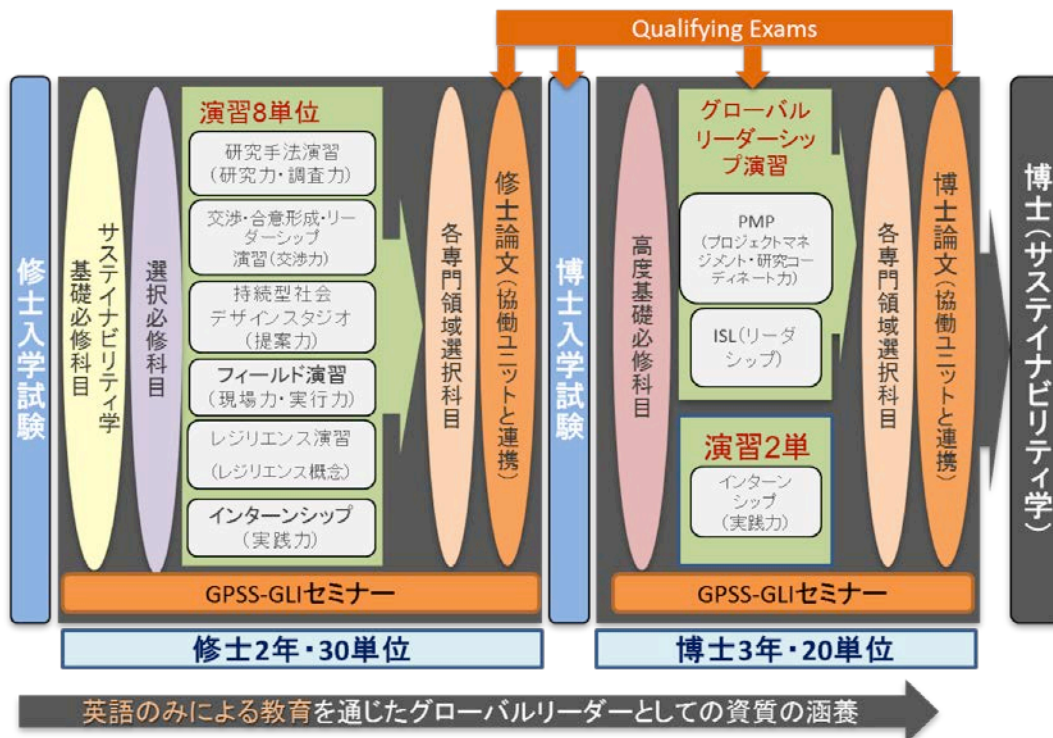 Qualifying Exams
修士入学試験
サステイナビリティ学
基礎必修科目
選択必修科目
演習8単位
研究手法演習
(研究力・調査力)
交渉・合意形成・リー
ダーシップ
演習(交渉力)
持続型社会
デザインスタジオ
(提案力)
フィールド演習
(現場力・実行力)
レジリエンス演習
(レジリエンス概念)
インターンシップ
(実践力)
各専門領域選択科目
修士論文(協働ユニットと連携)
GPSS-GLIセミナー
修士2年・30単位
博士入学試験
高度基礎必修科目
グローバル
リーダーシッ
プ演習
PMP
(プロジェクトマネ
ジメント・研究コー
ディネート力)
ISL(リーダ
シップ)
演習2単
インターン
シップ
(実践力)
各専門領域選択科目
博士論文(協働ユニットと連携)
GPSS-GLIセミナー
博士3年・20単位
博士(サステイナビリティ学)
英語のみによる教育を通じたグローバルリーダーとしての資質の涵養